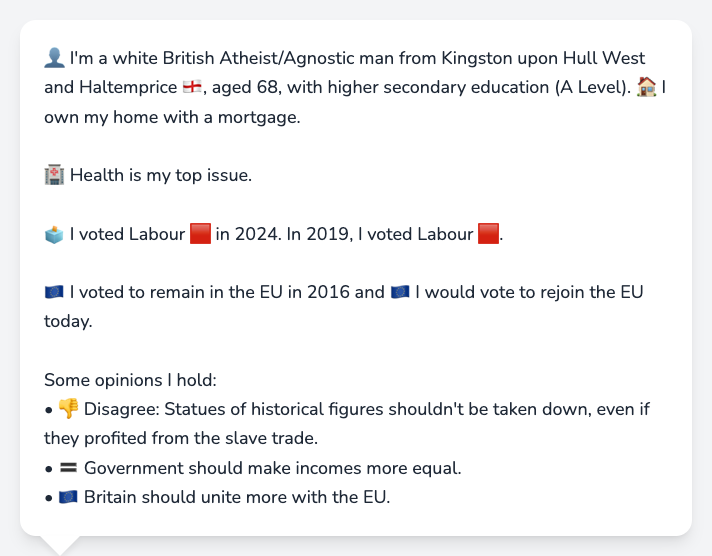 👤 I'm a white British Atheist/Agnostic man from Kingston upon Hull West
and Haltemprice 🏴󠁧󠁢󠁥󠁮󠁧󠁿, aged 68, with higher secondary education (A Level). 🏠 I
own my home with a mortgage.
🏥 Health is my top issue.
🗳️ I voted Labour 🟥 in 2024. In 2019, I voted Labour 🟥.
🇪🇺 I voted to remain in the EU in 2016 and 🇪🇺 I would vote to rejoin the EU
today.
Some opinions I hold:
• 👎 Disagree: Statues of historical figures shouldn't be taken down, even if
they profited from the slave trade.
• 🟰 Government should make incomes more equal.
• 🇪🇺 Britain should unite more with the EU.